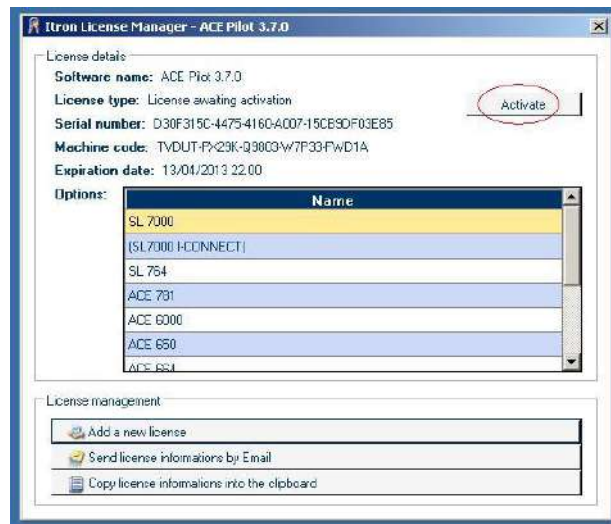 Itron License Manager - ACE Pilot 3.7.0
License details
Software name: ACE Pilot 3.7.0
License type: License awaiting activation
Activate
Serial number: D30F315C-4475-4160-A007-15CB9DF03E85
Machine code: TVDUT-PX29K-Q9803-W7P33-FWD1A
Expiration date: 13/04/2013 22:00
Options:
Name
SL 7000
(SL7000 I-CONNECT)
SL 764
ACE 781
ACE 6000
ACE 650
ACE 664
License management
Add a new license
Send license informations by Email
Copy license informations into the clipboard